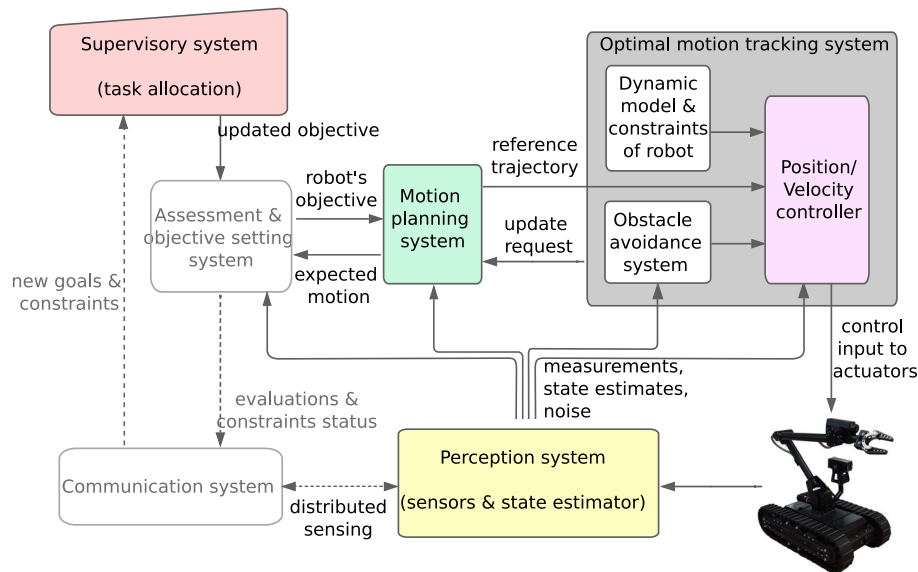 Supervisory system
(task allocation)
Optimal motion tracking system
Dynamic
model &
constraints
of robot
updated objective
reference
trajectory
robot's
objective
Position/
Velocity
controller
Motion
planning
system
Assessment &
objective setting
system
Obstacle
avoidance
system
update
request
expected
motion
new goals &
constraints
control
input to
actuators
measurements,
state estimates,
noise
evaluations &
constraints status
Perception system
(sensors & state estimator)
Communication system
distributed
sensing